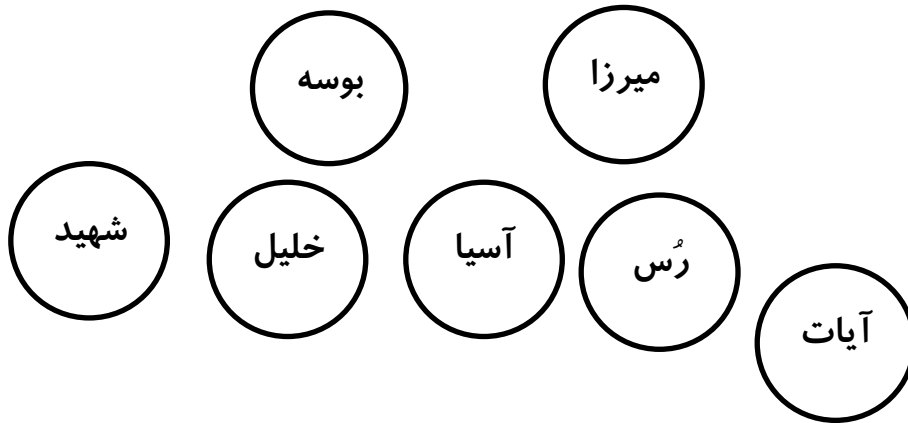 میرزا
بوسه
رُس
آسیا
خلیل
شهید
آیات